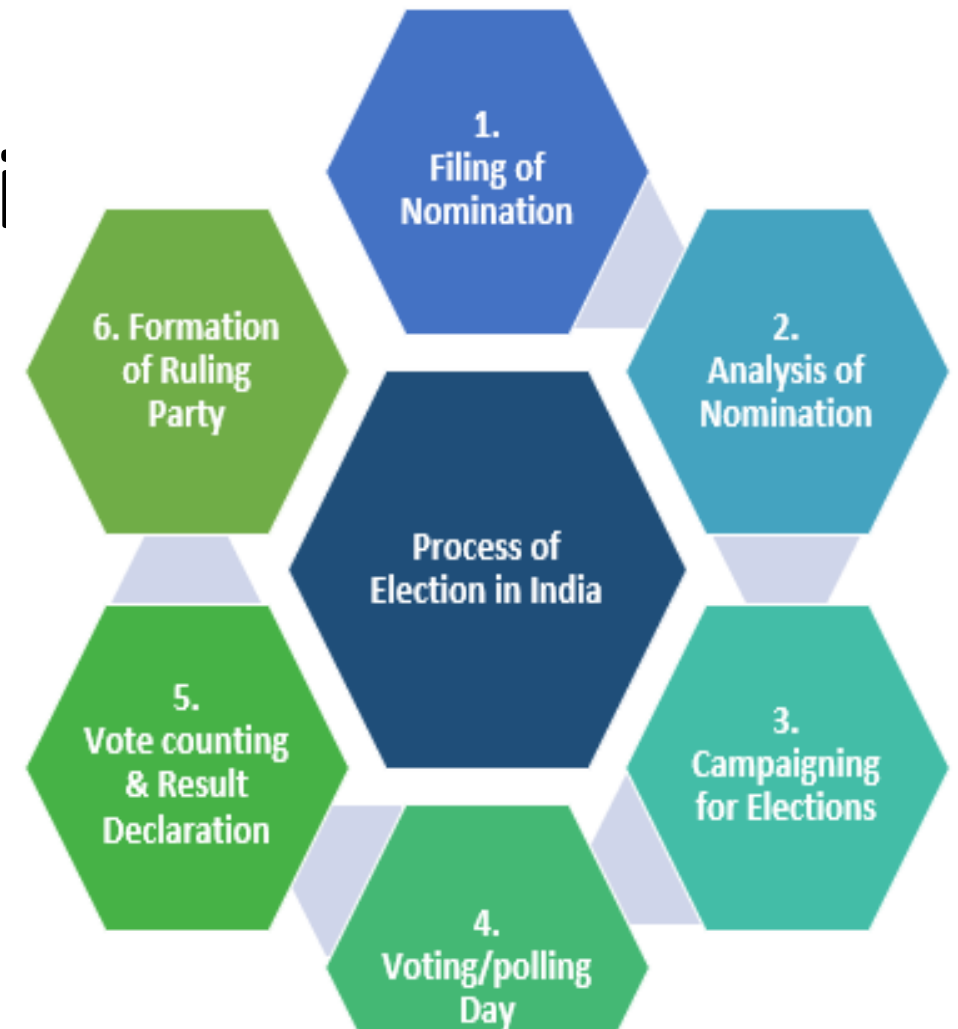 1.
Filing of
Nomination
2.
Analysis of
Nomination
3.
Campaigning
for Elections
4.
Voting/polling
Day
5.
Vote counting
& Result
Declaration
6. Formation
of Ruling
Party
Process of
Election in India